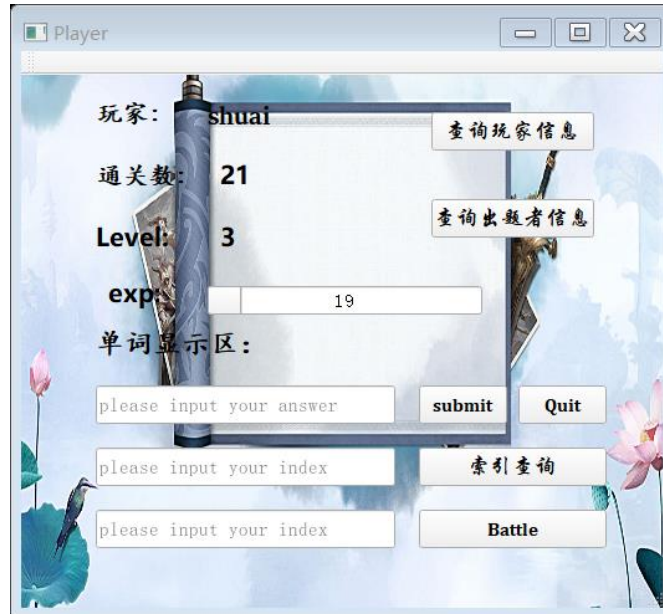 Player
玩家： shuai 查询玩家信息
通关数: 21
查询出题者信息
Level: 3
exp: 19
单词显示区：
please input your answer submit Quit
please input your index 索引查询
please input your index Battle